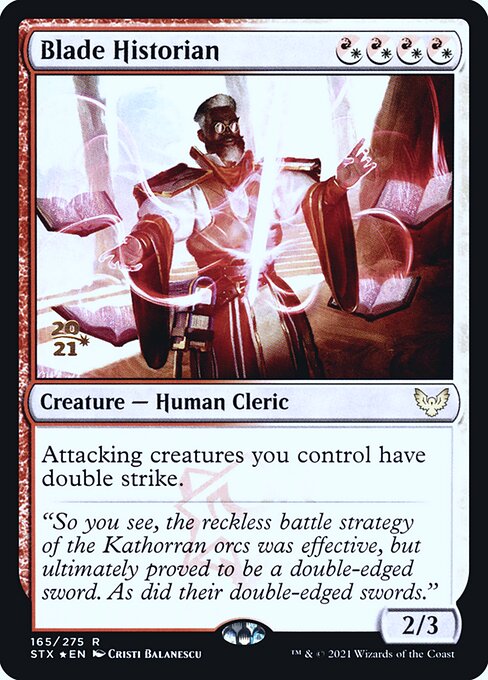 Blade Historian
20
21
Creature — Human Cleric
Attacking creatures you control have
double strike.
“So you see, the reckless battle strategy
of the Kathorran orcs was effective, but
ultimately proved to be a double-edged
sword. As did their double-edged swords.”
2/3
165/275 R
STX ★ EN Cristi Balanescu
™ & © 2021 Wizards of the Coast